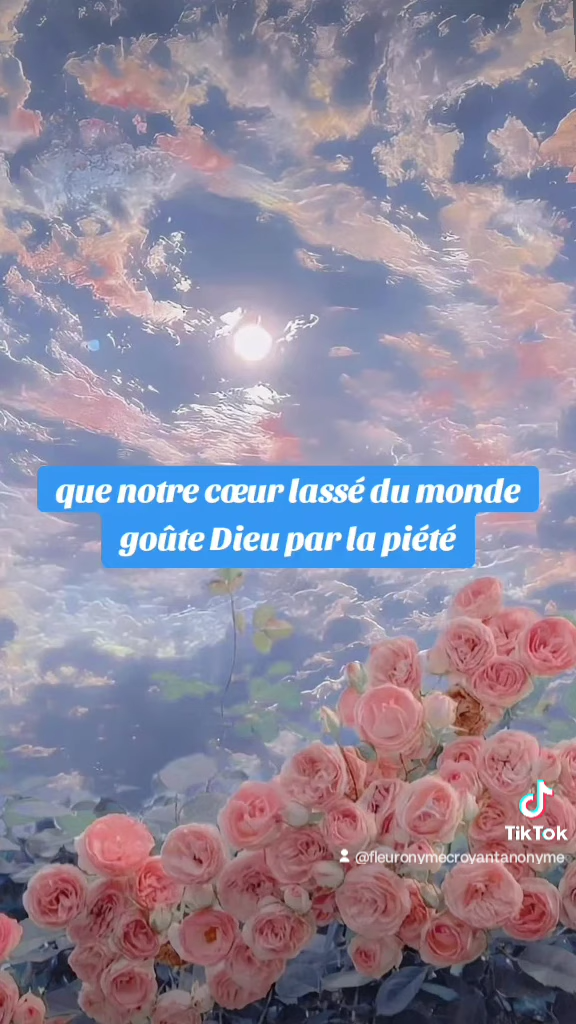 que notre cœur lassé du monde
goûte Dieu par la piété
TikTok
@fleuronymecroyantanonyme